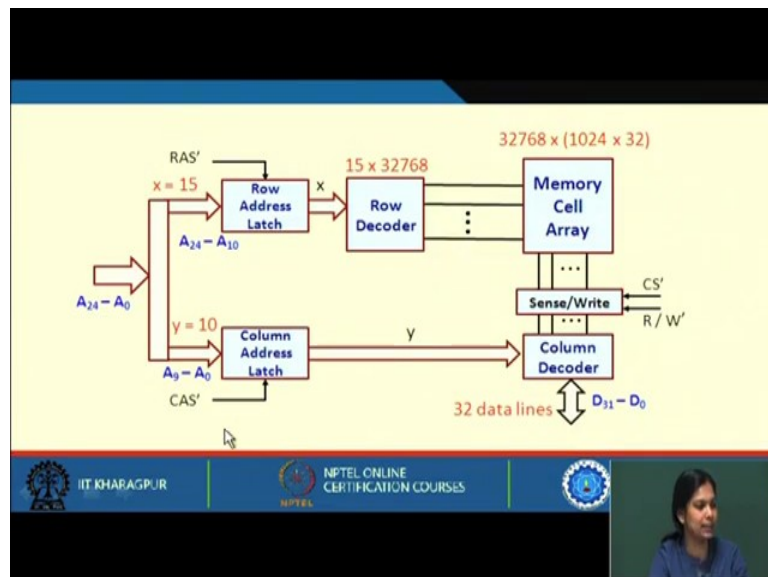 32768 x (1024 x 32)
RAS'
x = 15
Row
Address
Latch
x
15 x 32768
Row
Decoder
Memory
Cell
Array
A24 – A10
A24 – A0
Sense/Write
CS'
R / W'
y = 10
Column
Address
Latch
y
Column
Decoder
A9 – A0
CAS'
32 data lines
D31 – D0
IIT KHARAGPUR
NPTEL
NPTEL ONLINE
CERTIFICATION COURSES